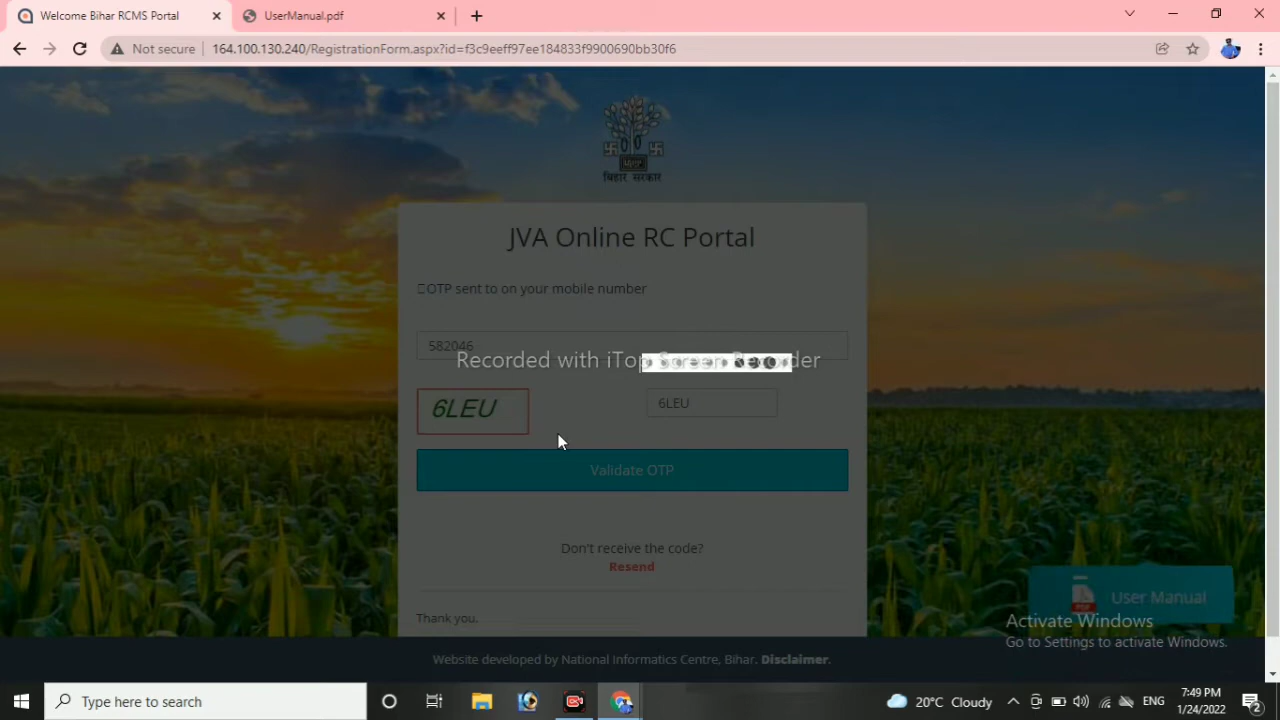 Welcome Bihar RCMS Portal
UserManual.pdf
Not secure
164.100.130.240/RegistrationForm.aspx?id=f3c9eeff97ee184833f9900690bb30f6
बिहार सरकार
JVA Online RC Portal
OTP sent to on your mobile number
582046
Recorded with iTop Screen Recorder
6LEU
6LEU
Validate OTP
Don't receive the code?
Resend
PDF
User Manual
Thank you.
Activate Windows
Go to Settings to activate Windows.
Website developed by National Informatics Centre, Bihar. Disclaimer.
Type here to search
20°C Cloudy
ENG
7:49 PM
1/24/2022
2